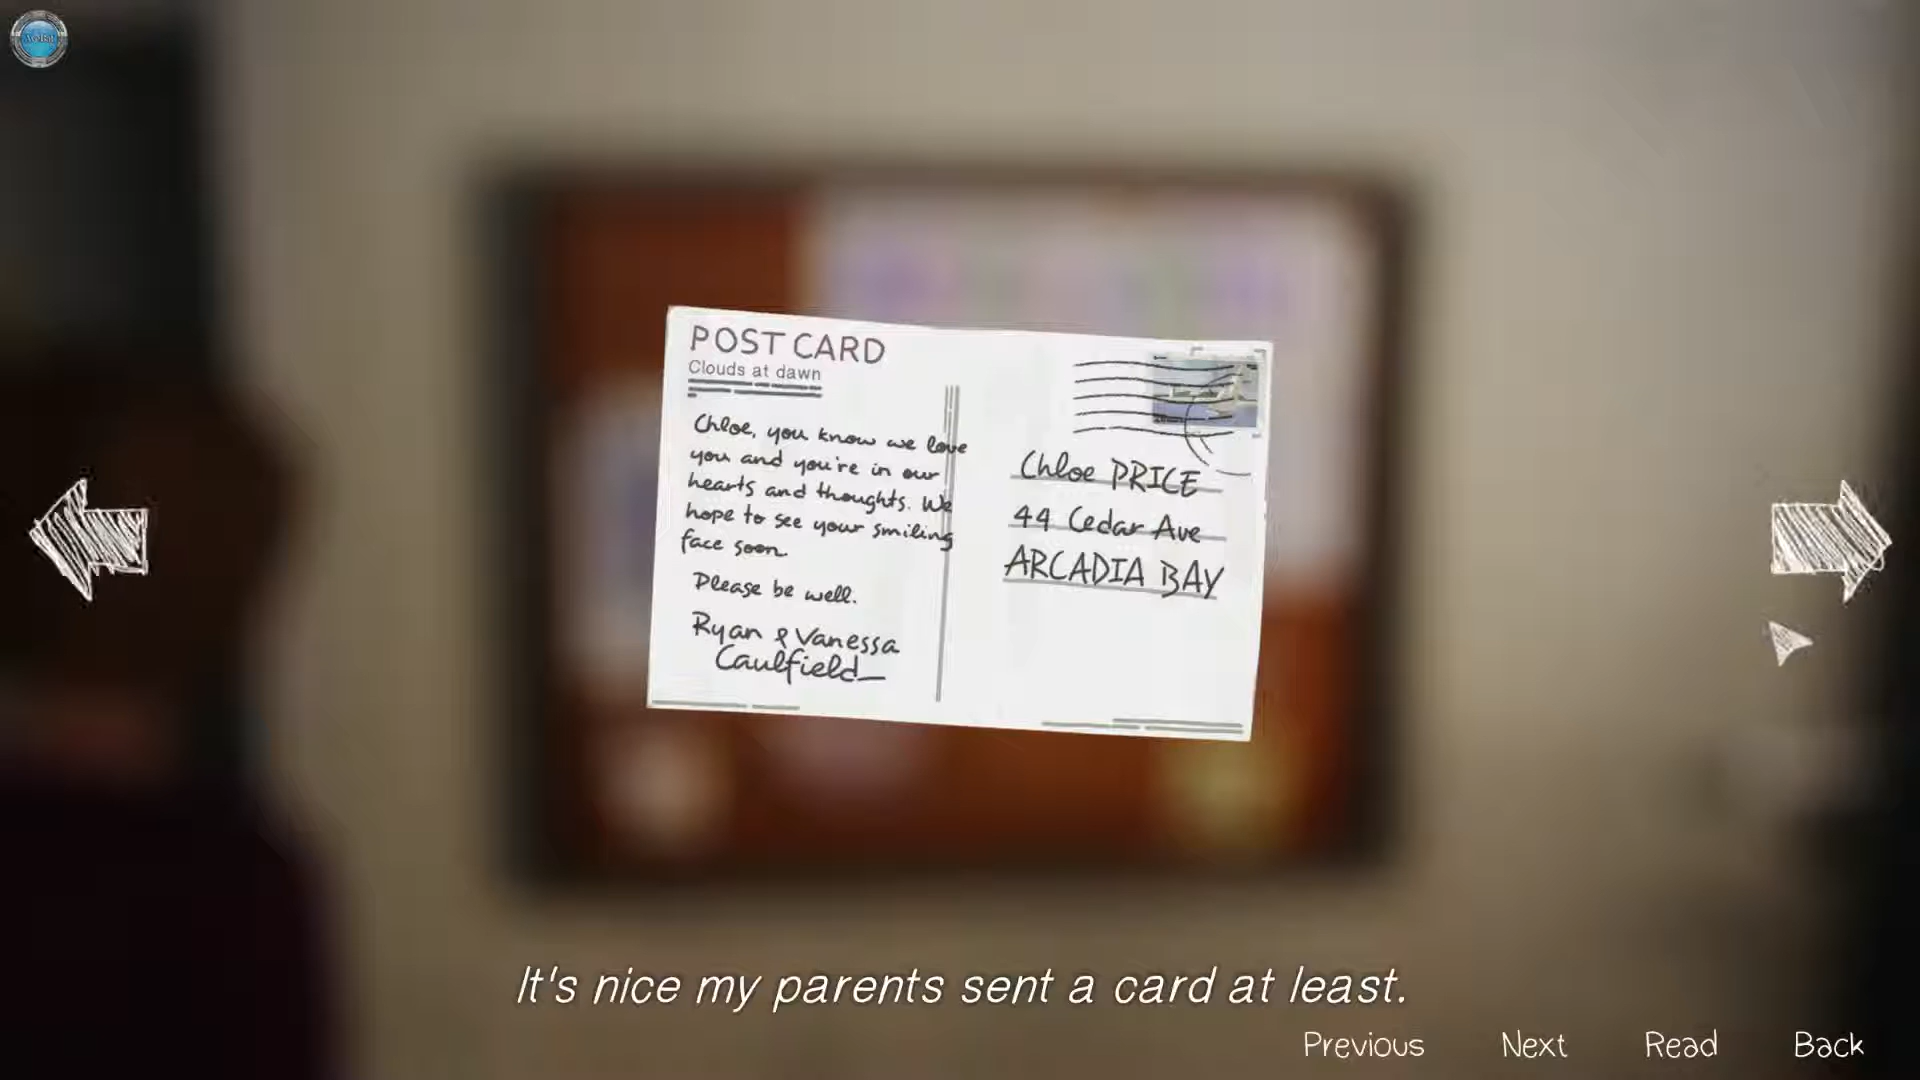 POST CARD
Clouds at dawn
Chloe, you know we love
you and you're in our
hearts and thoughts. We
hope to see your smiling
face soon.
Please be well.
Ryan & Vanessa
Caulfield
Chloe PRICE
44 Cedar Ave
ARCADIA BAY
It's nice my parents sent a card at least.
Previous Next Read Back